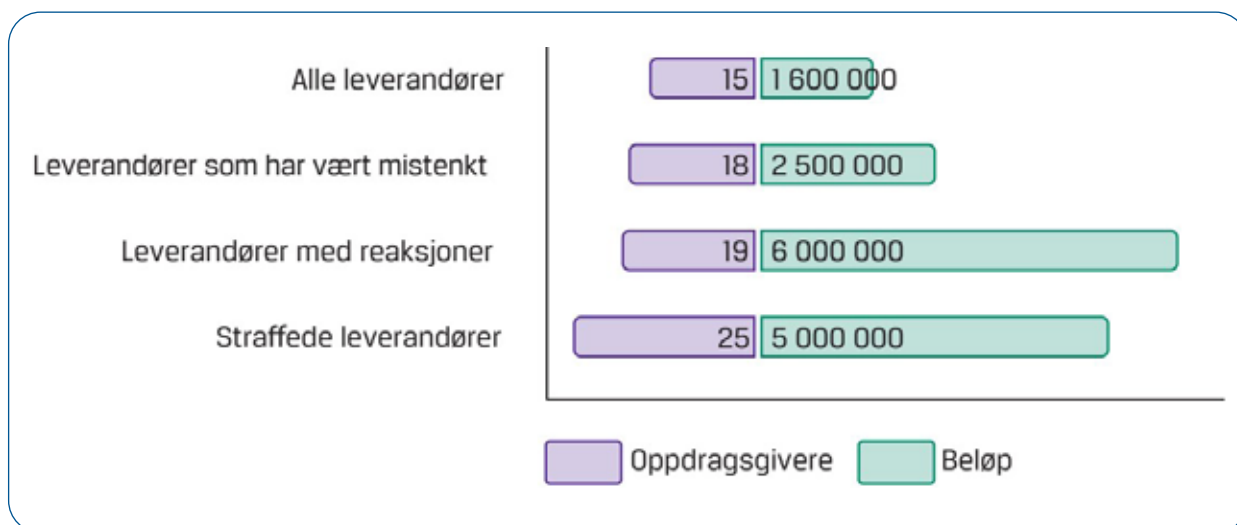 Alle leverandører 15 1 600 000
Leverandører som har vært mistenkt 18 2 500 000
Leverandører med reaksjoner 19 6 000 000
Straffede leverandører 25 5 000 000
Oppdragsgivere Beløp